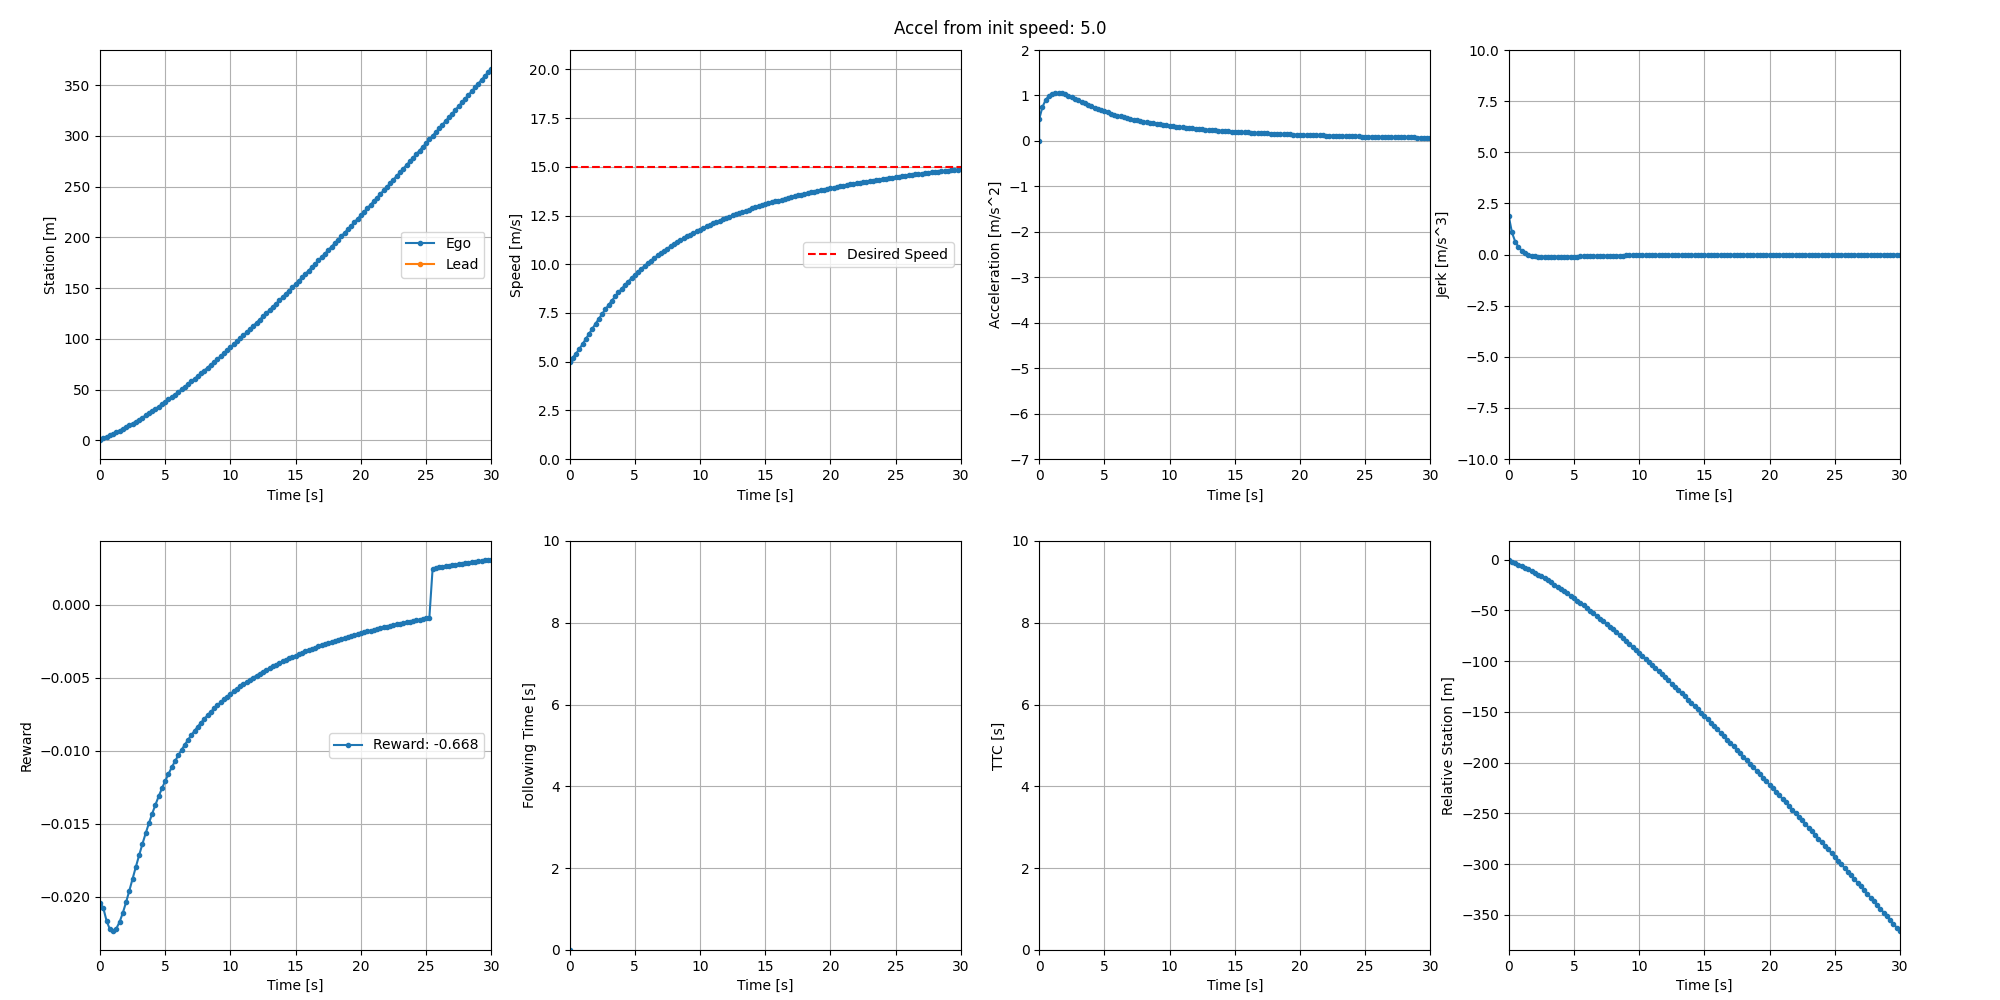 Accel from init speed: 5.0
Station [m]
350
300
250
200
150
100
50
0
Ego
Lead
0 5 10 15 20 25 30
Time [s]
Speed [m/s]
20.0
17.5
15.0
12.5
10.0
7.5
5.0
2.5
0.0
Desired Speed
0 5 10 15 20 25 30
Time [s]
Acceleration [m/s^2]
2
1
0
−1
−2
−3
−4
−5
−6
−7
0 5 10 15 20 25 30
Time [s]
Jerk [m/s^3]
10.0
7.5
5.0
2.5
0.0
−2.5
−5.0
−7.5
−10.0
0 5 10 15 20 25 30
Time [s]
Reward
0.000
−0.005
−0.010
−0.015
−0.020
Reward: -0.668
0 5 10 15 20 25 30
Time [s]
Following Time [s]
10
8
6
4
2
0
0 5 10 15 20 25 30
Time [s]
TTC [s]
10
8
6
4
2
0
0 5 10 15 20 25 30
Time [s]
Relative Station [m]
0
−50
−100
−150
−200
−250
−300
−350
0 5 10 15 20 25 30
Time [s]